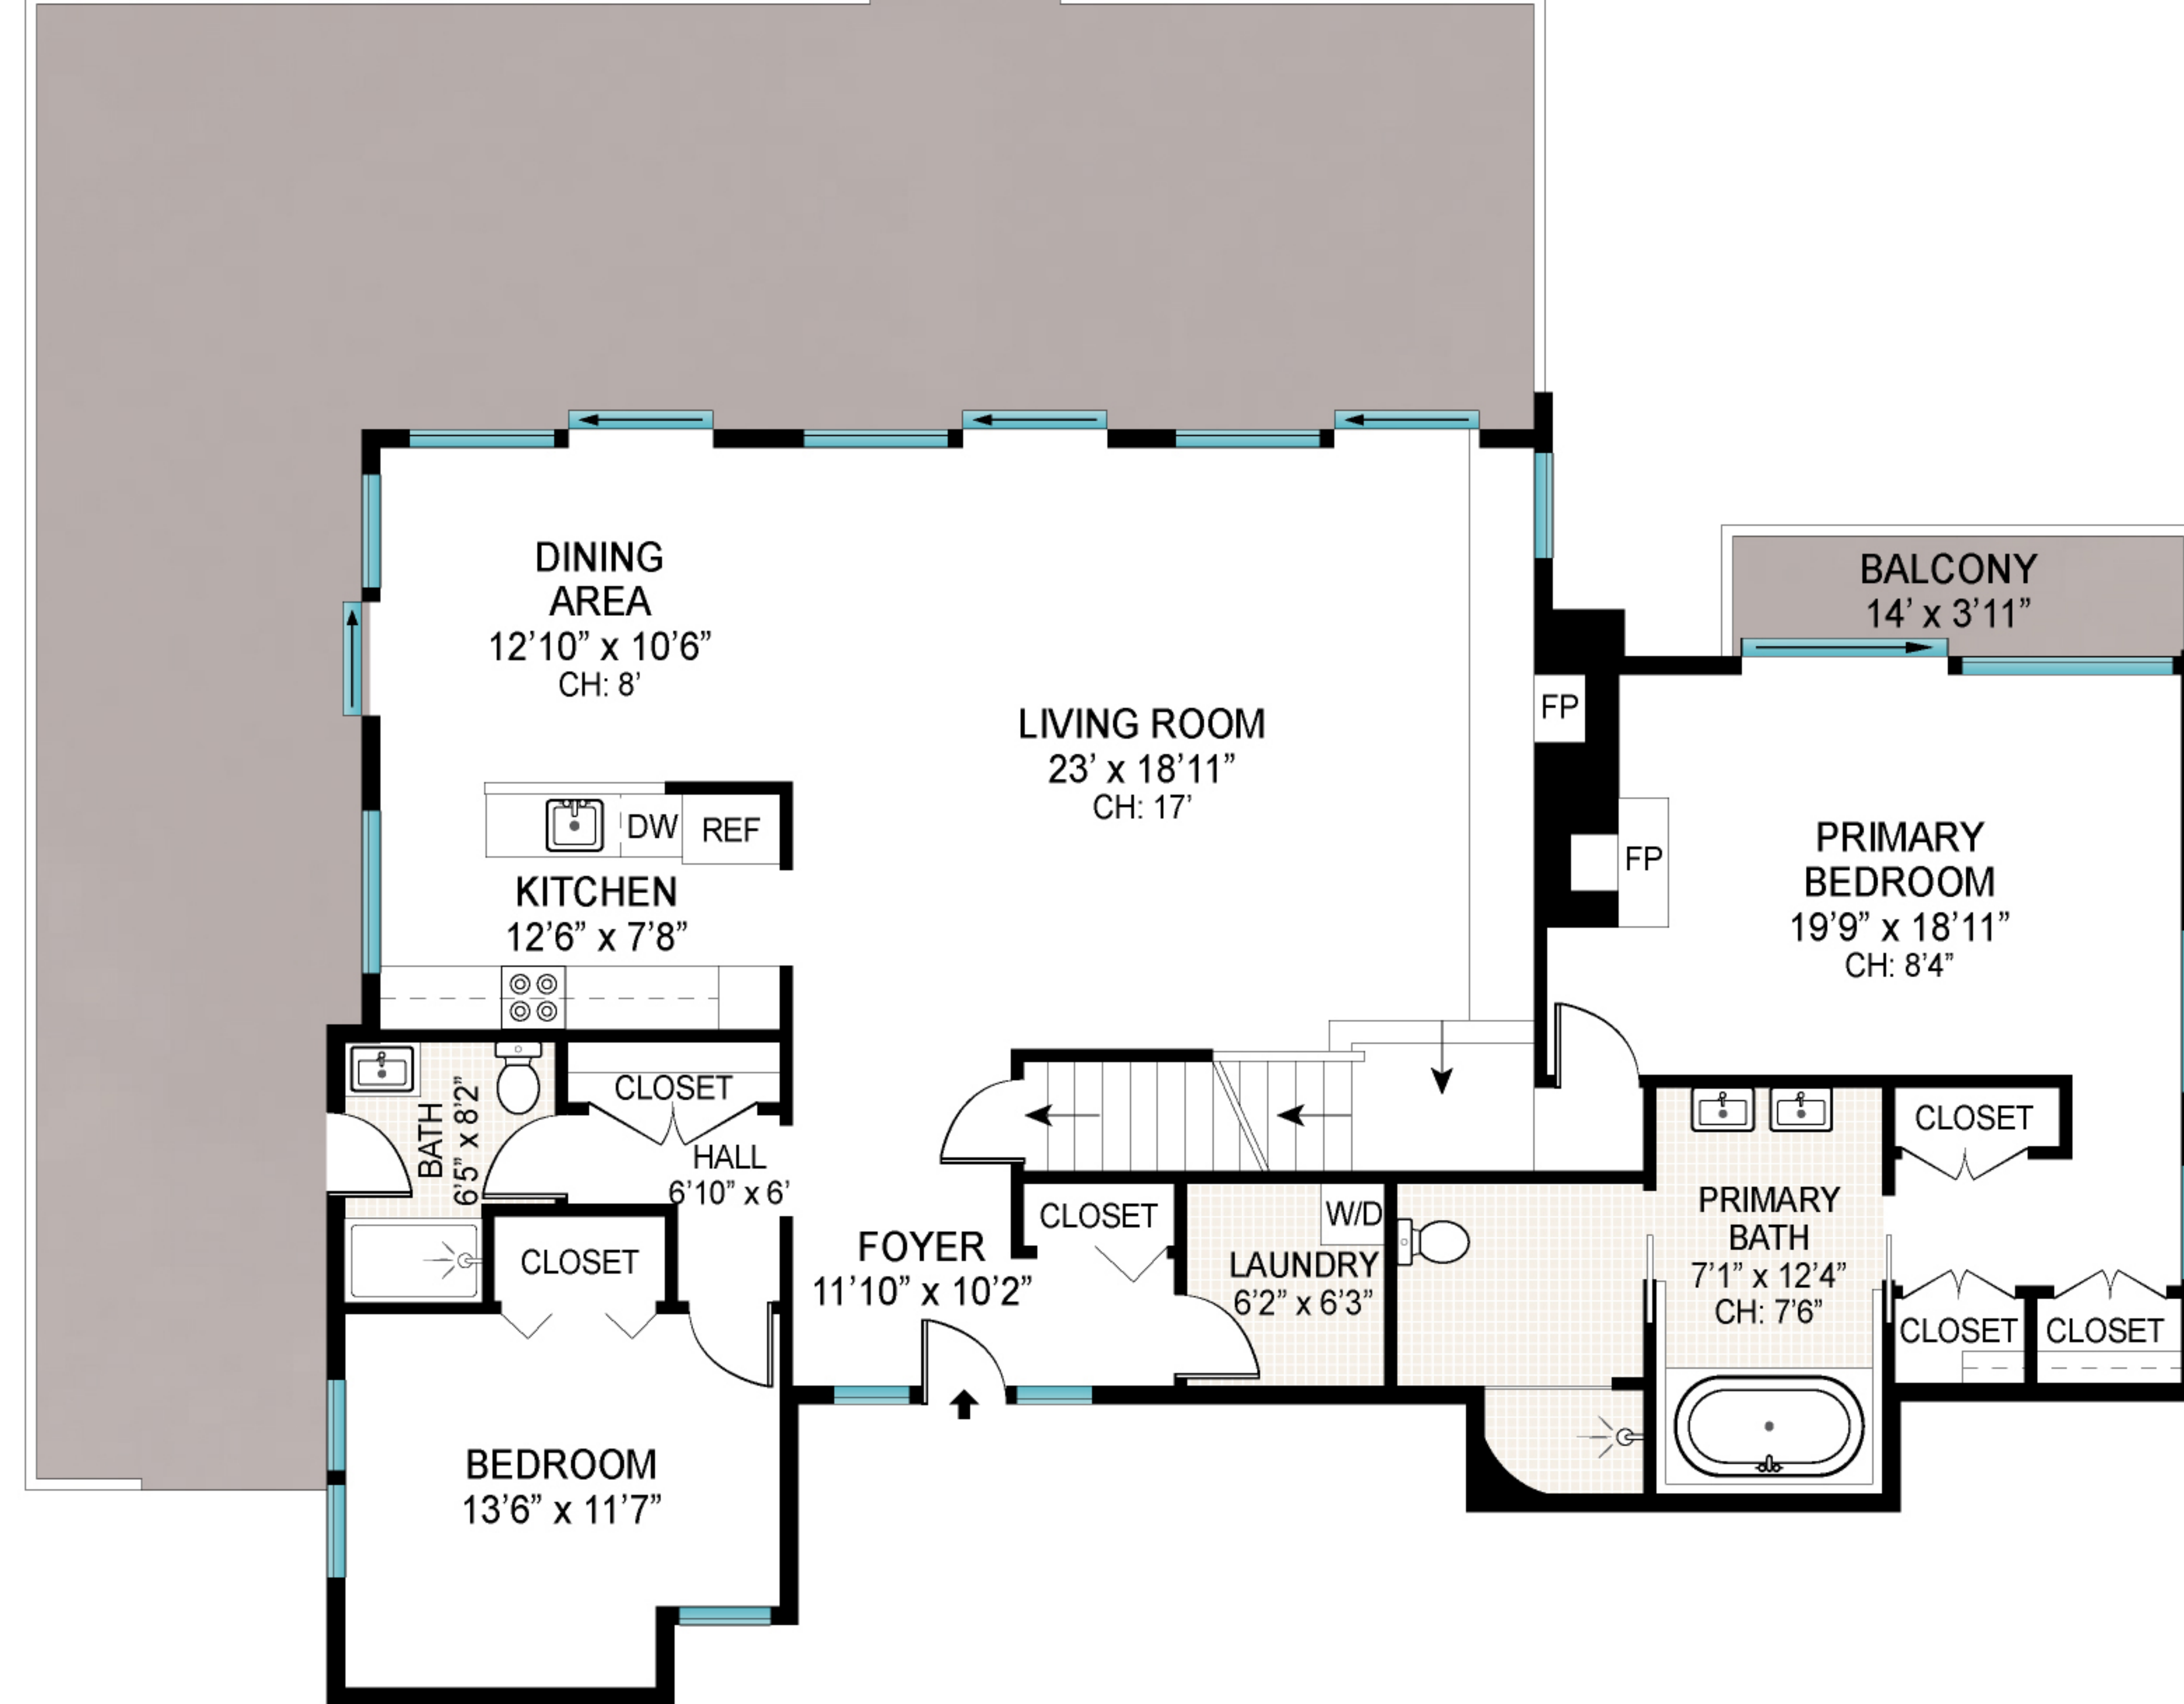 BALCONY
14’ x 3’11”
DINING
AREA
12’10” x 10’6”
CH: 8’
LIVING ROOM
23’ x 18’11”
CH: 17’
FP
FP
PRIMARY
BEDROOM
19’9” x 18’11”
CH: 8’4”
DW
REF
KITCHEN
12’6” x 7’8”
BATH
6’5” x 8’2”
CLOSET
HALL
6’10” x 6’
CLOSET
FOYER
11’10” x 10’2”
CLOSET
W/D
LAUNDRY
6’2” x 6’3”
PRIMARY
BATH
7’1” x 12’4”
CH: 7’6”
CLOSET
CLOSET
CLOSET
BEDROOM
13’6” x 11’7”